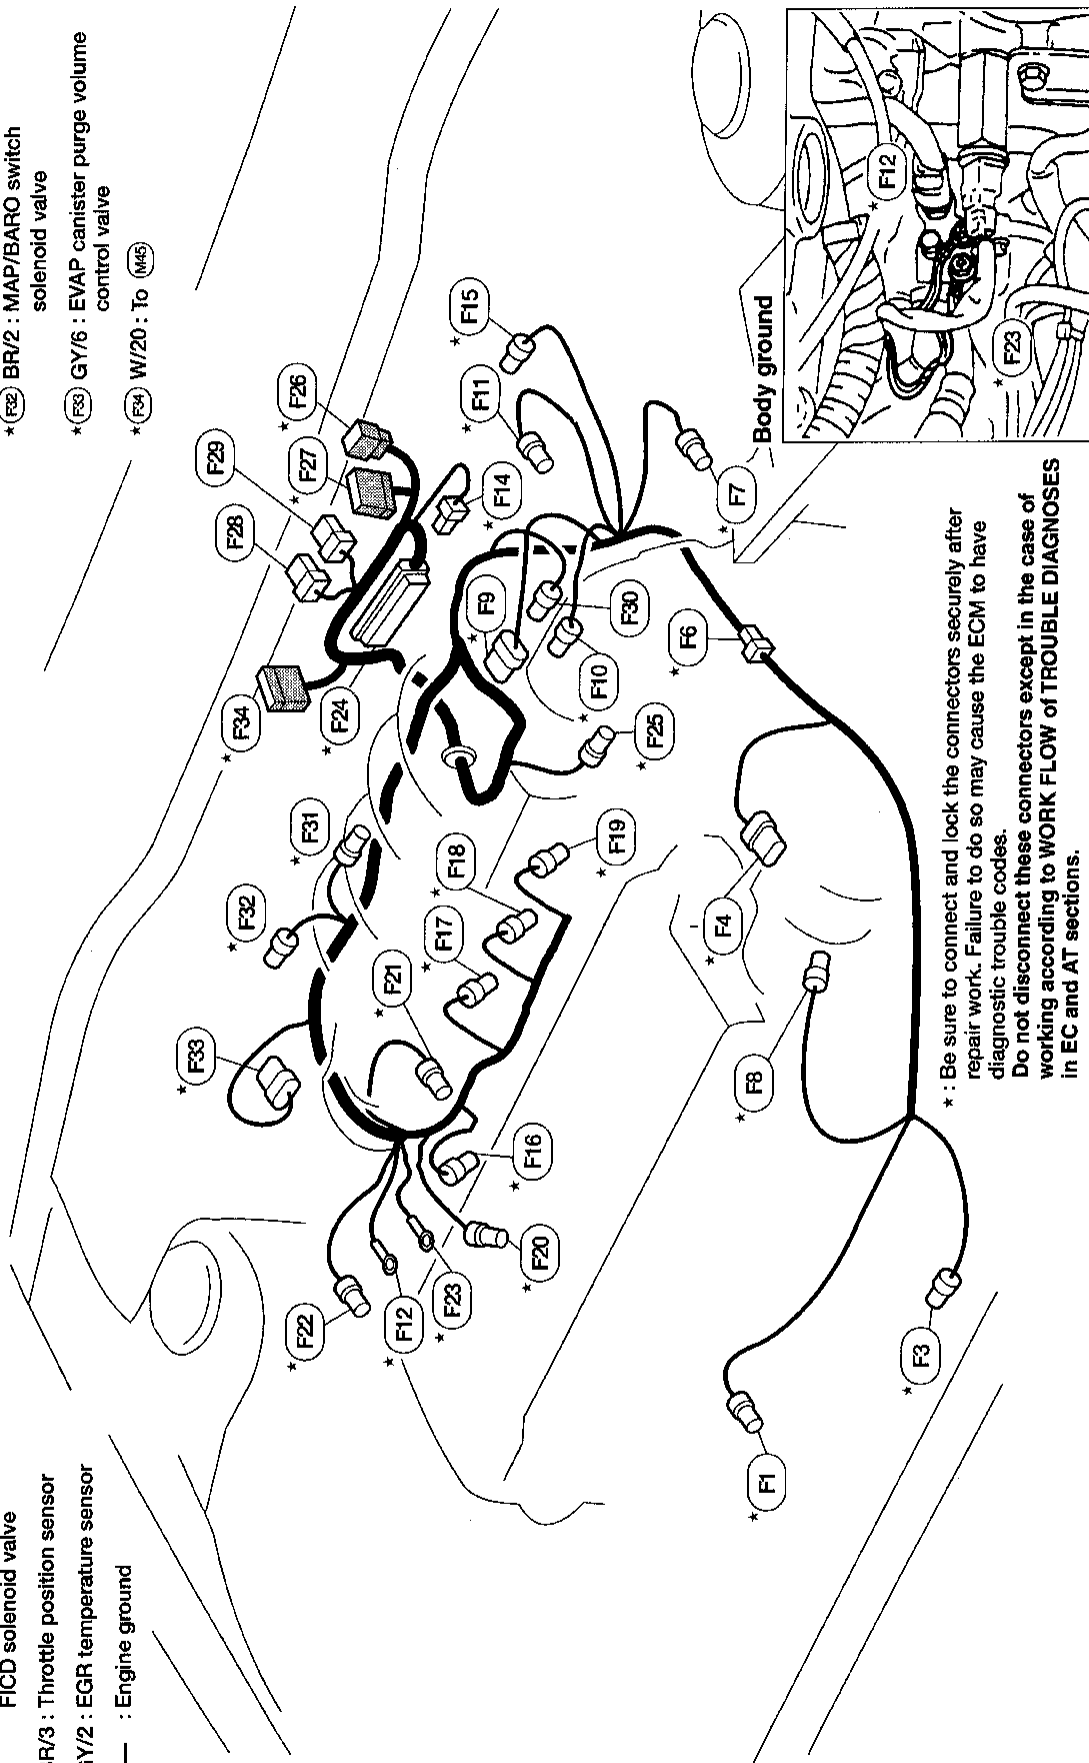 FICD solenoid valve
R/3 : Throttle position sensor
Y/2 : EGR temperature sensor
— : Engine ground
★ F32 BR/2 : MAP/BARO switch
solenoid valve
★ F33 GY/6 : EVAP canister purge volume
control valve
★ F34 W/20 : To M45
★ F22
★ F12
★ F23
★ F20
★ F16
★ F33
★ F21
★ F32
★ F17
★ F31
★ F18
★ F19
★ F34
★ F24
F28
F29
★ F27
★ F26
★ F14
★ F9
★ F25
★ F10
F30
★ F11
★ F15
★ F7
★ F6
★ F4
★ F8
★ F1
★ F3
Body ground
★ F12
★ F23
★ : Be sure to connect and lock the connectors securely after
repair work. Failure to do so may cause the ECM to have
diagnostic trouble codes.
Do not disconnect these connectors except in the case of
working according to WORK FLOW of TROUBLE DIAGNOSES
in EC and AT sections.